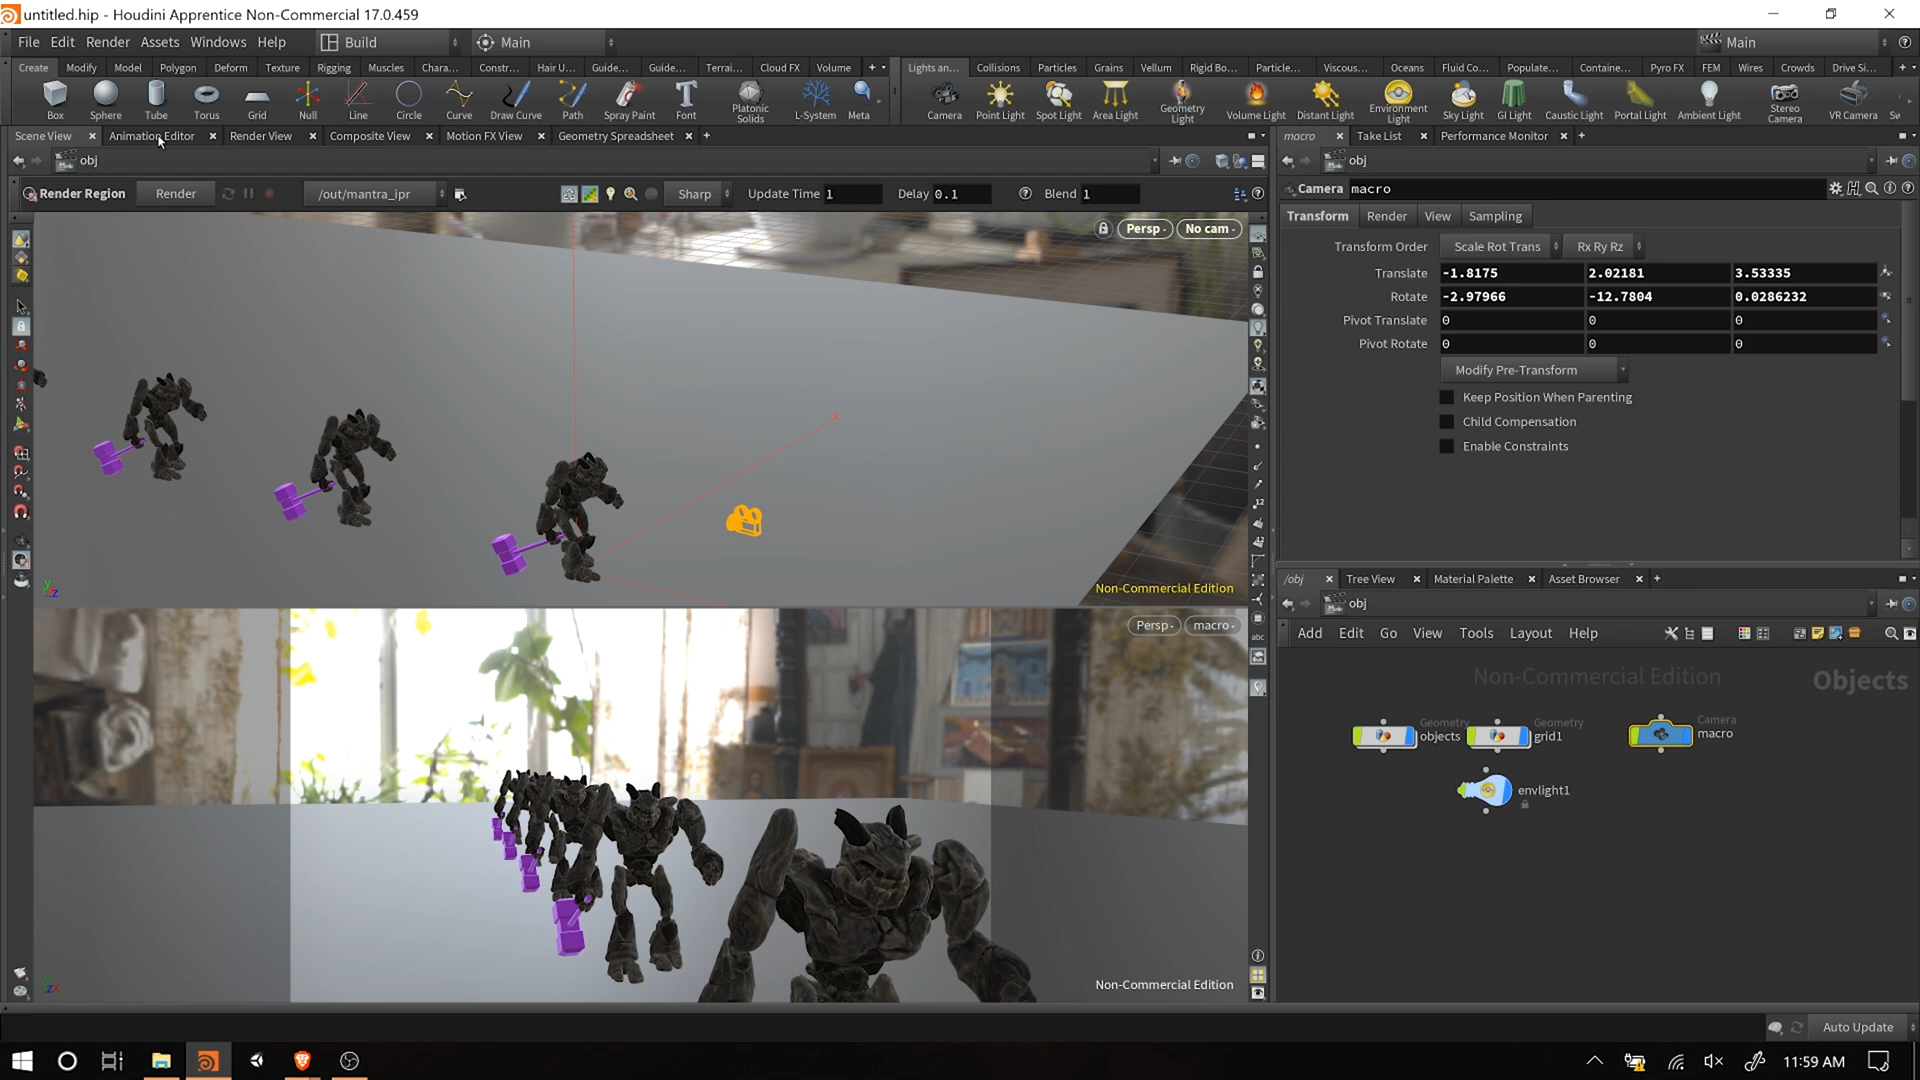 untitled.hip - Houdini Apprentice Non-Commercial 17.0.459
File Edit Render Assets Windows Help Build Main Main
Create Modify Model Polygon Deform Texture Rigging Muscles Chara... Constr... Hair U... Guide... Guide... Terrai... Cloud FX Volume
Lights an... Collisions Particles Grains Vellum Rigid Bo... Particle... Viscous... Oceans Fluid Co... Populate... Containe... Pyro FX FEM Wires Crowds Drive Si...
Box Sphere Tube Torus Grid Null Line Circle Curve Draw Curve Path Spray Paint Font Platonic Solids L-System Meta
Camera Point Light Spot Light Area Light Geometry Light Volume Light Distant Light Environment Light Sky Light GI Light Caustic Light Portal Light Ambient Light Stereo Camera VR Camera Sw
Scene View Animation Editor Render View Composite View Motion FX View Geometry Spreadsheet
macro Take List Performance Monitor
obj
obj
Render Region Render /out/mantra_ipr Sharp Update Time 1 Delay 0.1 Blend 1
Camera macro
Transform Render View Sampling
Persp No cam
Transform Order Scale Rot Trans Rx Ry Rz
Translate -1.8175 2.02181 3.53335
Rotate -2.97966 -12.7804 0.0286232
Pivot Translate 0 0 0
Pivot Rotate 0 0 0
Modify Pre-Transform
Keep Position When Parenting
Child Compensation
Enable Constraints
x
Non-Commercial Edition
/obj Tree View Material Palette Asset Browser
obj
Persp macro
Add Edit Go View Tools Layout Help
abc
Non-Commercial Edition
Objects
Geometry
objects
Geometry
grid1
Camera
macro
envlight1
Non-Commercial Edition
Auto Update
11:59 AM